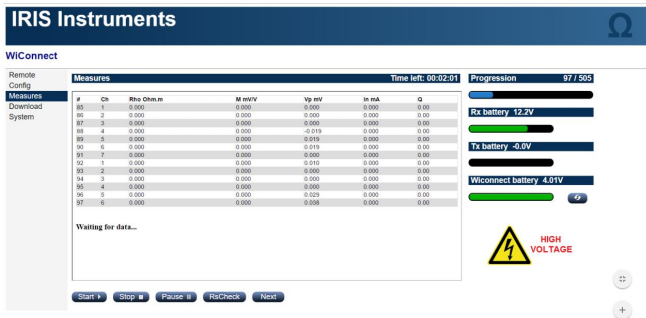 IRIS Instruments
Ω
WiConnect
Remote
Config
Measures
Download
System
Measures Time left: 00:02:01
# Ch Rho Ohm.m M mV/V Vp mV In mA Q
85 1 0.000 0.000 0.000 0.000 0.00
86 2 0.000 0.000 0.000 0.000 0.00
87 3 0.000 0.000 0.000 0.000 0.00
88 4 0.000 0.000 -0.019 0.000 0.00
89 5 0.000 0.000 0.019 0.000 0.00
90 6 0.000 0.000 0.019 0.000 0.00
91 7 0.000 0.000 0.000 0.000 0.00
92 1 0.000 0.000 0.010 0.000 0.00
93 2 0.000 0.000 0.000 0.000 0.00
94 3 0.000 0.000 0.000 0.000 0.00
95 4 0.000 0.000 0.000 0.000 0.00
96 5 0.000 0.000 0.029 0.000 0.00
97 6 0.000 0.000 0.038 0.000 0.00
Waiting for data...
Start Stop Pause RsCheck Next
Progression 97 / 505
Rx battery 12.2V
Tx battery -0.0V
Wiconnect battery 4.01V
HIGH
VOLTAGE